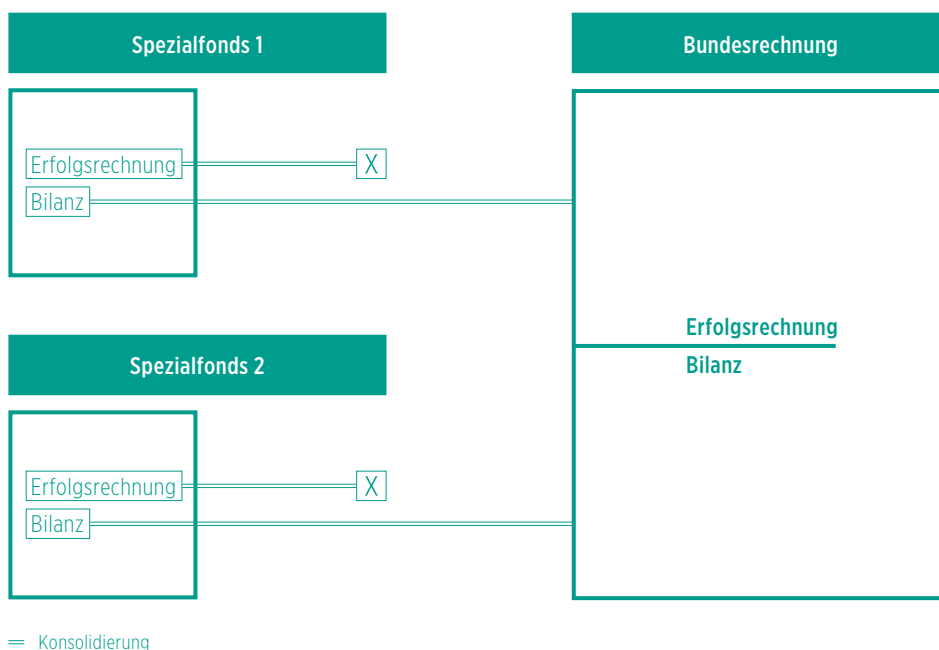 Spezialfonds 1
Bundesrechnung
Erfolgsrechnung
X
Bilanz
Erfolgsrechnung
Bilanz
Spezialfonds 2
Erfolgsrechnung
X
Bilanz
= Konsolidierung